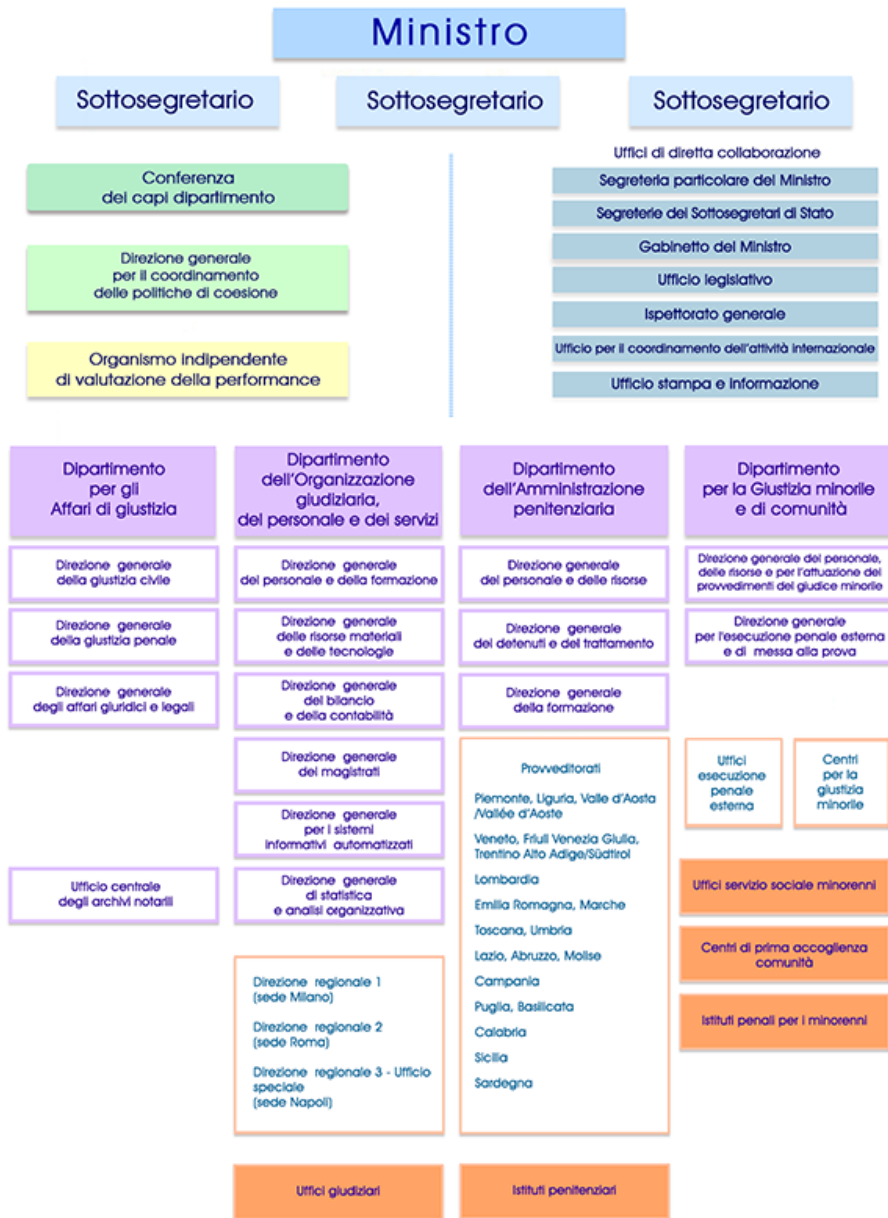 Ministro
Sottosegretario
Sottosegretario
Sottosegretario
Conferenza
dei capi dipartimento
Direzione generale
per il coordinamento
delle politiche di coesione
Organismo indipendente
di valutazione della performance
Uffici di diretta collaborazione
Segreteria particolare del Ministro
Segreterie dei Sottosegretari di Stato
Gabinetto del Ministro
Ufficio legislativo
Ispettorato generale
Ufficio per il coordinamento dell'attività internazionale
Ufficio stampa e informazione
Dipartimento
per gli
Affari di giustizia
Direzione generale
della giustizia civile
Direzione generale
della giustizia penale
Direzione generale
degli affari giuridici e legali
Ufficio centrale
degli archivi notarili
Dipartimento
dell'Organizzazione
giudiziaria,
del personale e dei servizi
Direzione generale
del personale e della formazione
Direzione generale
delle risorse materiali
e delle tecnologie
Direzione generale
del bilancio
e della contabilità
Direzione generale
dei magistrati
Direzione generale
per i sistemi
informativi automatizzati
Direzione generale
di statistica
e analisi organizzativa
Direzione regionale 1
(sede Milano)
Direzione regionale 2
(sede Roma)
Direzione regionale 3 - Ufficio
speciale
(sede Napoli)
Uffici giudiziari
Dipartimento
dell'Amministrazione
penitenziaria
Direzione generale
del personale e delle risorse
Direzione generale
dei detenuti e del trattamento
Direzione generale
della formazione
Provveditorati
Piemonte, Liguria, Valle d'Aosta
/Vallée d'Aoste
Veneto, Friuli Venezia Giulia,
Trentino Alto Adige/Südtirol
Lombardia
Emilia Romagna, Marche
Toscana, Umbria
Lazio, Abruzzo, Molise
Campania
Puglia, Basilicata
Calabria
Sicilia
Sardegna
Istituti penitenziari
Dipartimento
per la Giustizia minorile
e di comunità
Direzione generale del personale,
delle risorse e per l'attuazione dei
provvedimenti del giudice minorile
Direzione generale
per l'esecuzione penale esterna
e di messa alla prova
Uffici
esecuzione
penale
esterna
Centri
per la
giustizia
minorile
Uffici servizio sociale minorenni
Centri di prima accoglienza
comunità
Istituti penali per i minorenni